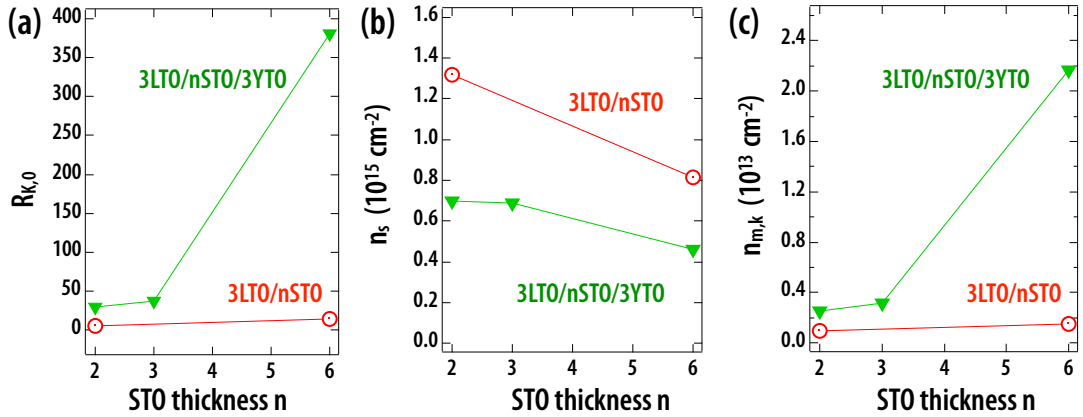 (a)
400
350
300
250
200
150
100
50
0
R_K,0
3LTO/nSTO/3YTO
3LTO/nSTO
2 3 4 5 6
STO thickness n
(b)
1.6
1.4
1.2
1.0
0.8
0.6
0.4
0.2
0.0
n_s (10^15 cm^-2)
3LTO/nSTO
3LTO/nSTO/3YTO
2 3 4 5 6
STO thickness n
(c)
2.4
2.0
1.6
1.2
0.8
0.4
0.0
n_m,k (10^13 cm^-2)
3LTO/nSTO/3YTO
3LTO/nSTO
2 3 4 5 6
STO thickness n